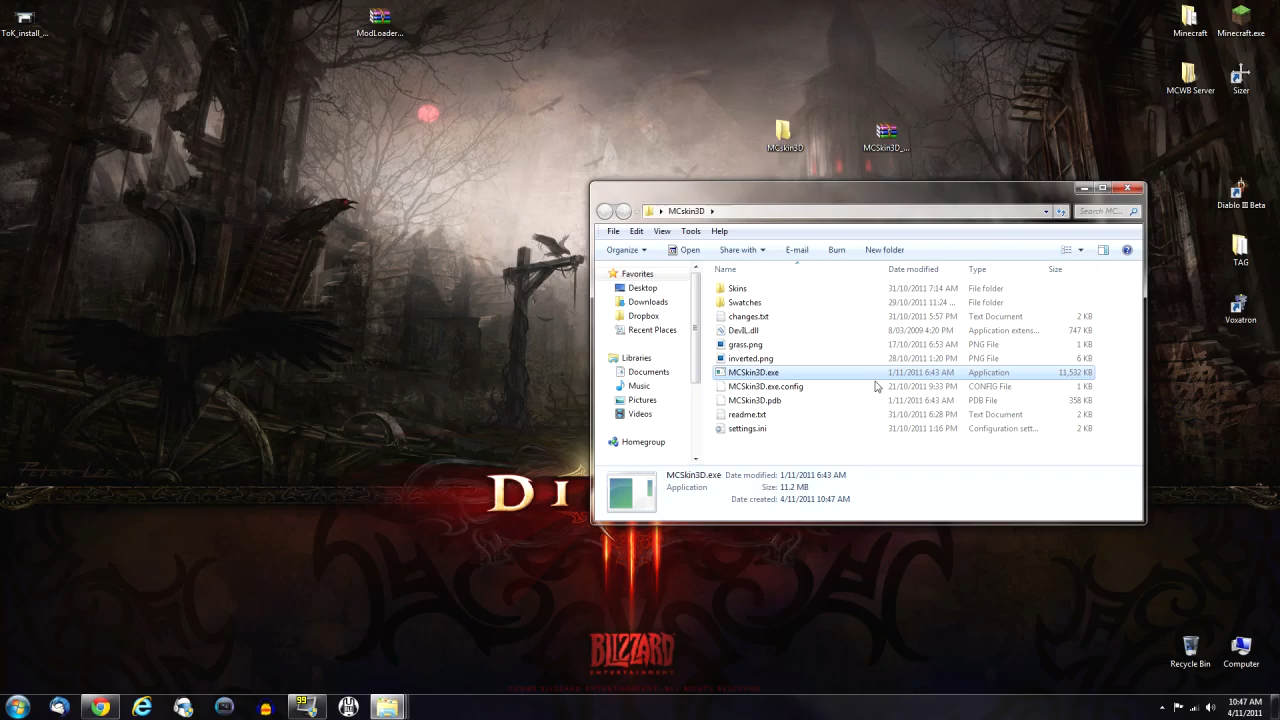 ToK_install_...
ModLoader...
Minecraft
Minecraft.exe
MCWB Server
Sizer
MCskin3D
MCSkin3D_...
Diablo III Beta
TAG
Voxatron
MCskin3D
Search MC...
File Edit View Tools Help
Organize Open Share with E-mail Burn New folder
Favorites
Desktop
Downloads
Dropbox
Recent Places
Libraries
Documents
Music
Pictures
Videos
Homegroup
Name Date modified Type Size
Skins 31/10/2011 7:14 AM File folder
Swatches 29/10/2011 11:24 ... File folder
changes.txt 31/10/2011 5:57 PM Text Document 2 KB
DevIL.dll 8/03/2009 4:20 PM Application extens... 747 KB
grass.png 17/10/2011 6:53 AM PNG File 1 KB
inverted.png 28/10/2011 1:20 PM PNG File 6 KB
MCSkin3D.exe 1/11/2011 6:43 AM Application 11,532 KB
MCSkin3D.exe.config 21/10/2011 9:33 PM CONFIG File 1 KB
MCSkin3D.pdb 1/11/2011 6:43 AM PDB File 358 KB
readme.txt 31/10/2011 6:28 PM Text Document 2 KB
settings.ini 31/10/2011 1:16 PM Configuration sett... 2 KB
MCSkin3D.exe Date modified: 1/11/2011 6:43 AM
Application Size: 11.2 MB
Date created: 4/11/2011 10:47 AM
PETER LEE
DI
III
BLIZZARD
ENTERTAINMENT
Recycle Bin
Computer
99
10:47 AM
4/11/2011